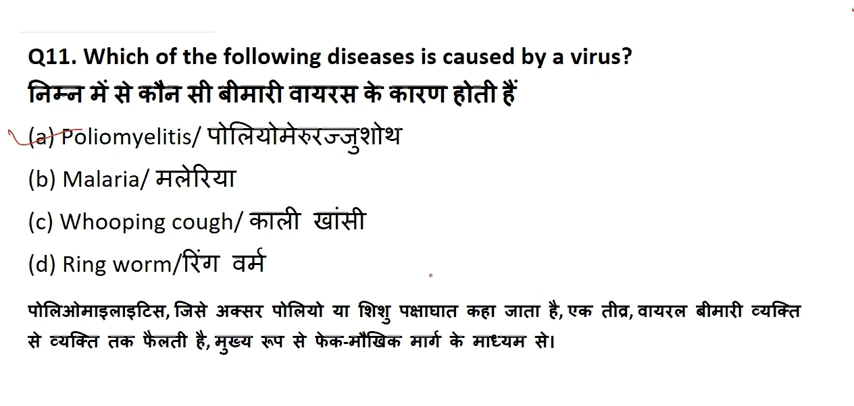 Q11. Which of the following diseases is caused by a virus?
निम्न में से कौन सी बीमारी वायरस के कारण होती हैं
(a) Poliomyelitis/ पोलियोमेरुरज्जुशोथ
(b) Malaria/ मलेरिया
(c) Whooping cough/ काली खांसी
(d) Ring worm/रिंग वर्म
पोलिओमाइलाइटिस, जिसे अक्सर पोलियो या शिशु पक्षाघात कहा जाता है, एक तीव्र, वायरल बीमारी व्यक्ति
से व्यक्ति तक फैलती है, मुख्य रूप से फेक-मौखिक मार्ग के माध्यम से।